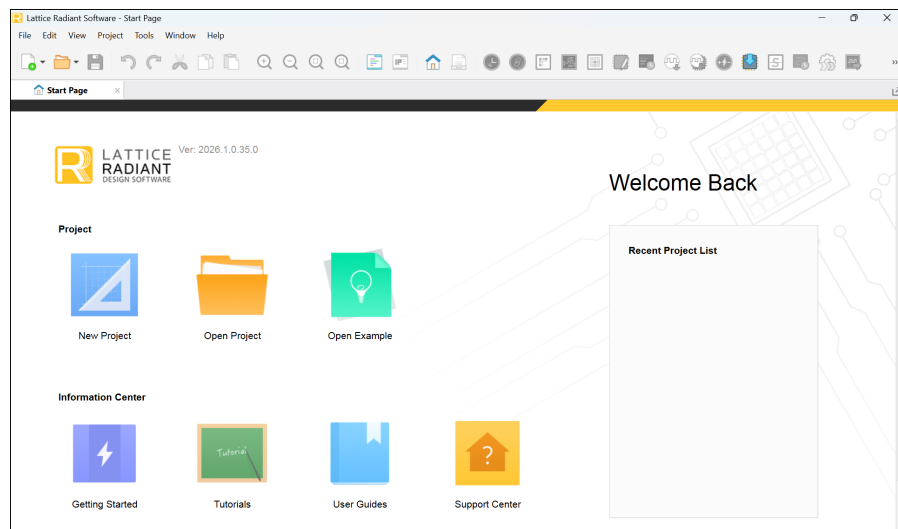 Lattice Radiant Software - Start Page
File Edit View Project Tools Window Help
Start Page
LATTICE
RADIANT
DESIGN SOFTWARE
Ver: 2026.1.0.35.0
Welcome Back
Project
Recent Project List
New Project Open Project Open Example
Information Center
Tutorial
?
Getting Started Tutorials User Guides Support Center